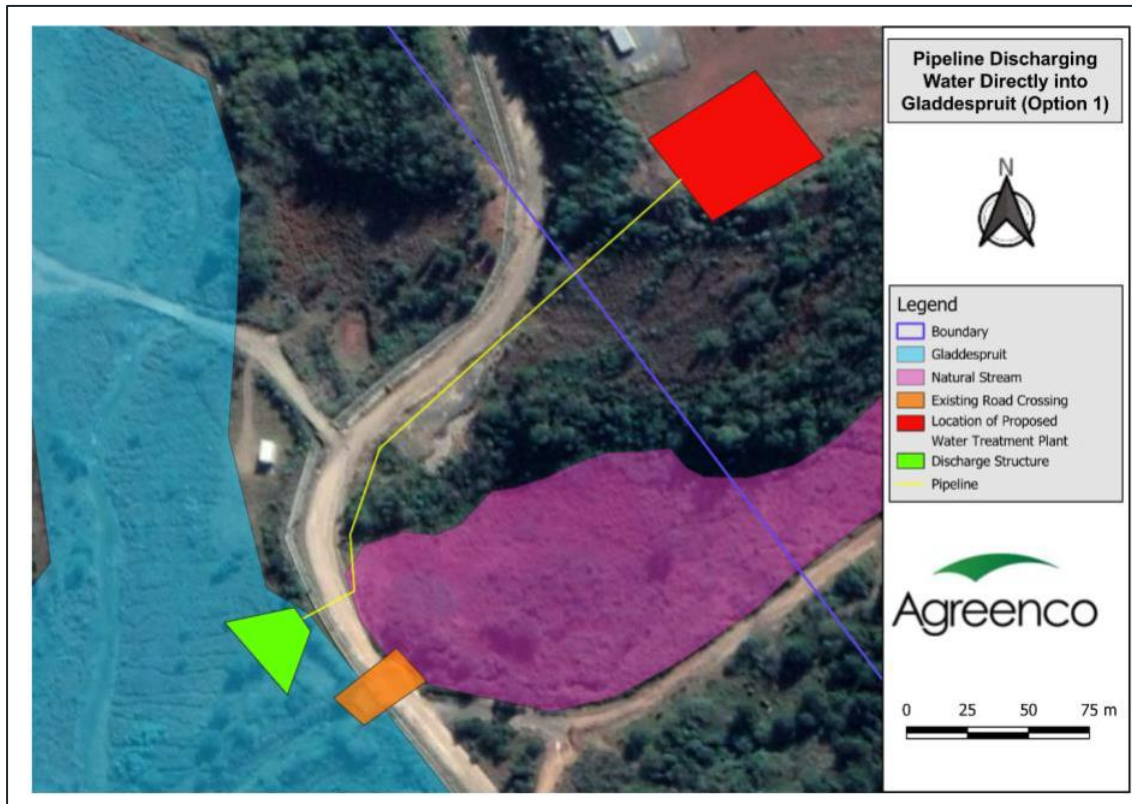 Pipeline Discharging
Water Directly into
Gladdespruit (Option 1)
N
Legend
Boundary
Gladdespruit
Natural Stream
Existing Road Crossing
Location of Proposed
Water Treatment Plant
Discharge Structure
Pipeline
Agreenco
0 25 50 75 m